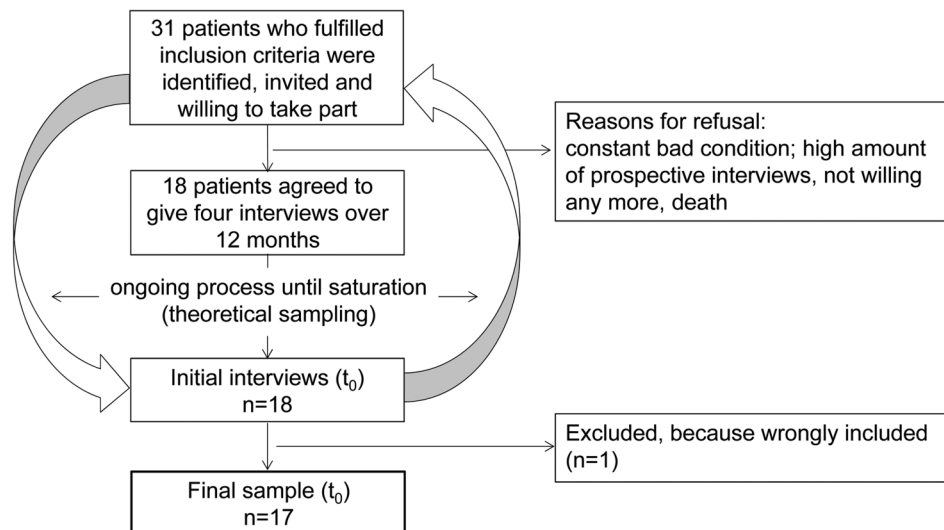 31 patients who fulfilled
inclusion criteria were
identified, invited and
willing to take part
Reasons for refusal:
constant bad condition; high amount
of prospective interviews, not willing
any more, death
18 patients agreed to
give four interviews over
12 months
ongoing process until saturation
(theoretical sampling)
Initial interviews (t₀)
n=18
Excluded, because wrongly included
(n=1)
Final sample (t₀)
n=17